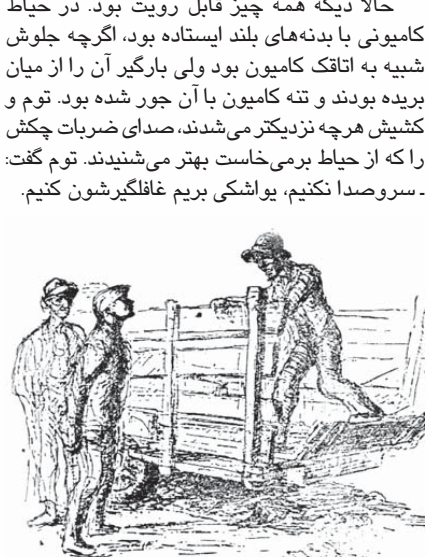 حالا دیگه همه چیز قابل رویت بود. در حیاط
کامیونی با بدنه‌های بلند ایستاده بود، اگرچه جلوش
شبیه به اتاقک کامیون بود ولی بارگیر آن را از میان
بریده بودند و تنه کامیون با آن جور شده بود. توم و
کشیش هرچه نزدیکتر می‌شدند، صدای ضربات چکش
را که از حیاط برمی‌خاست بهتر می‌شنیدند. توم گفت:
ـ سروصدا نکنیم، یواشکی بریم غافلگیرشون کنیم.